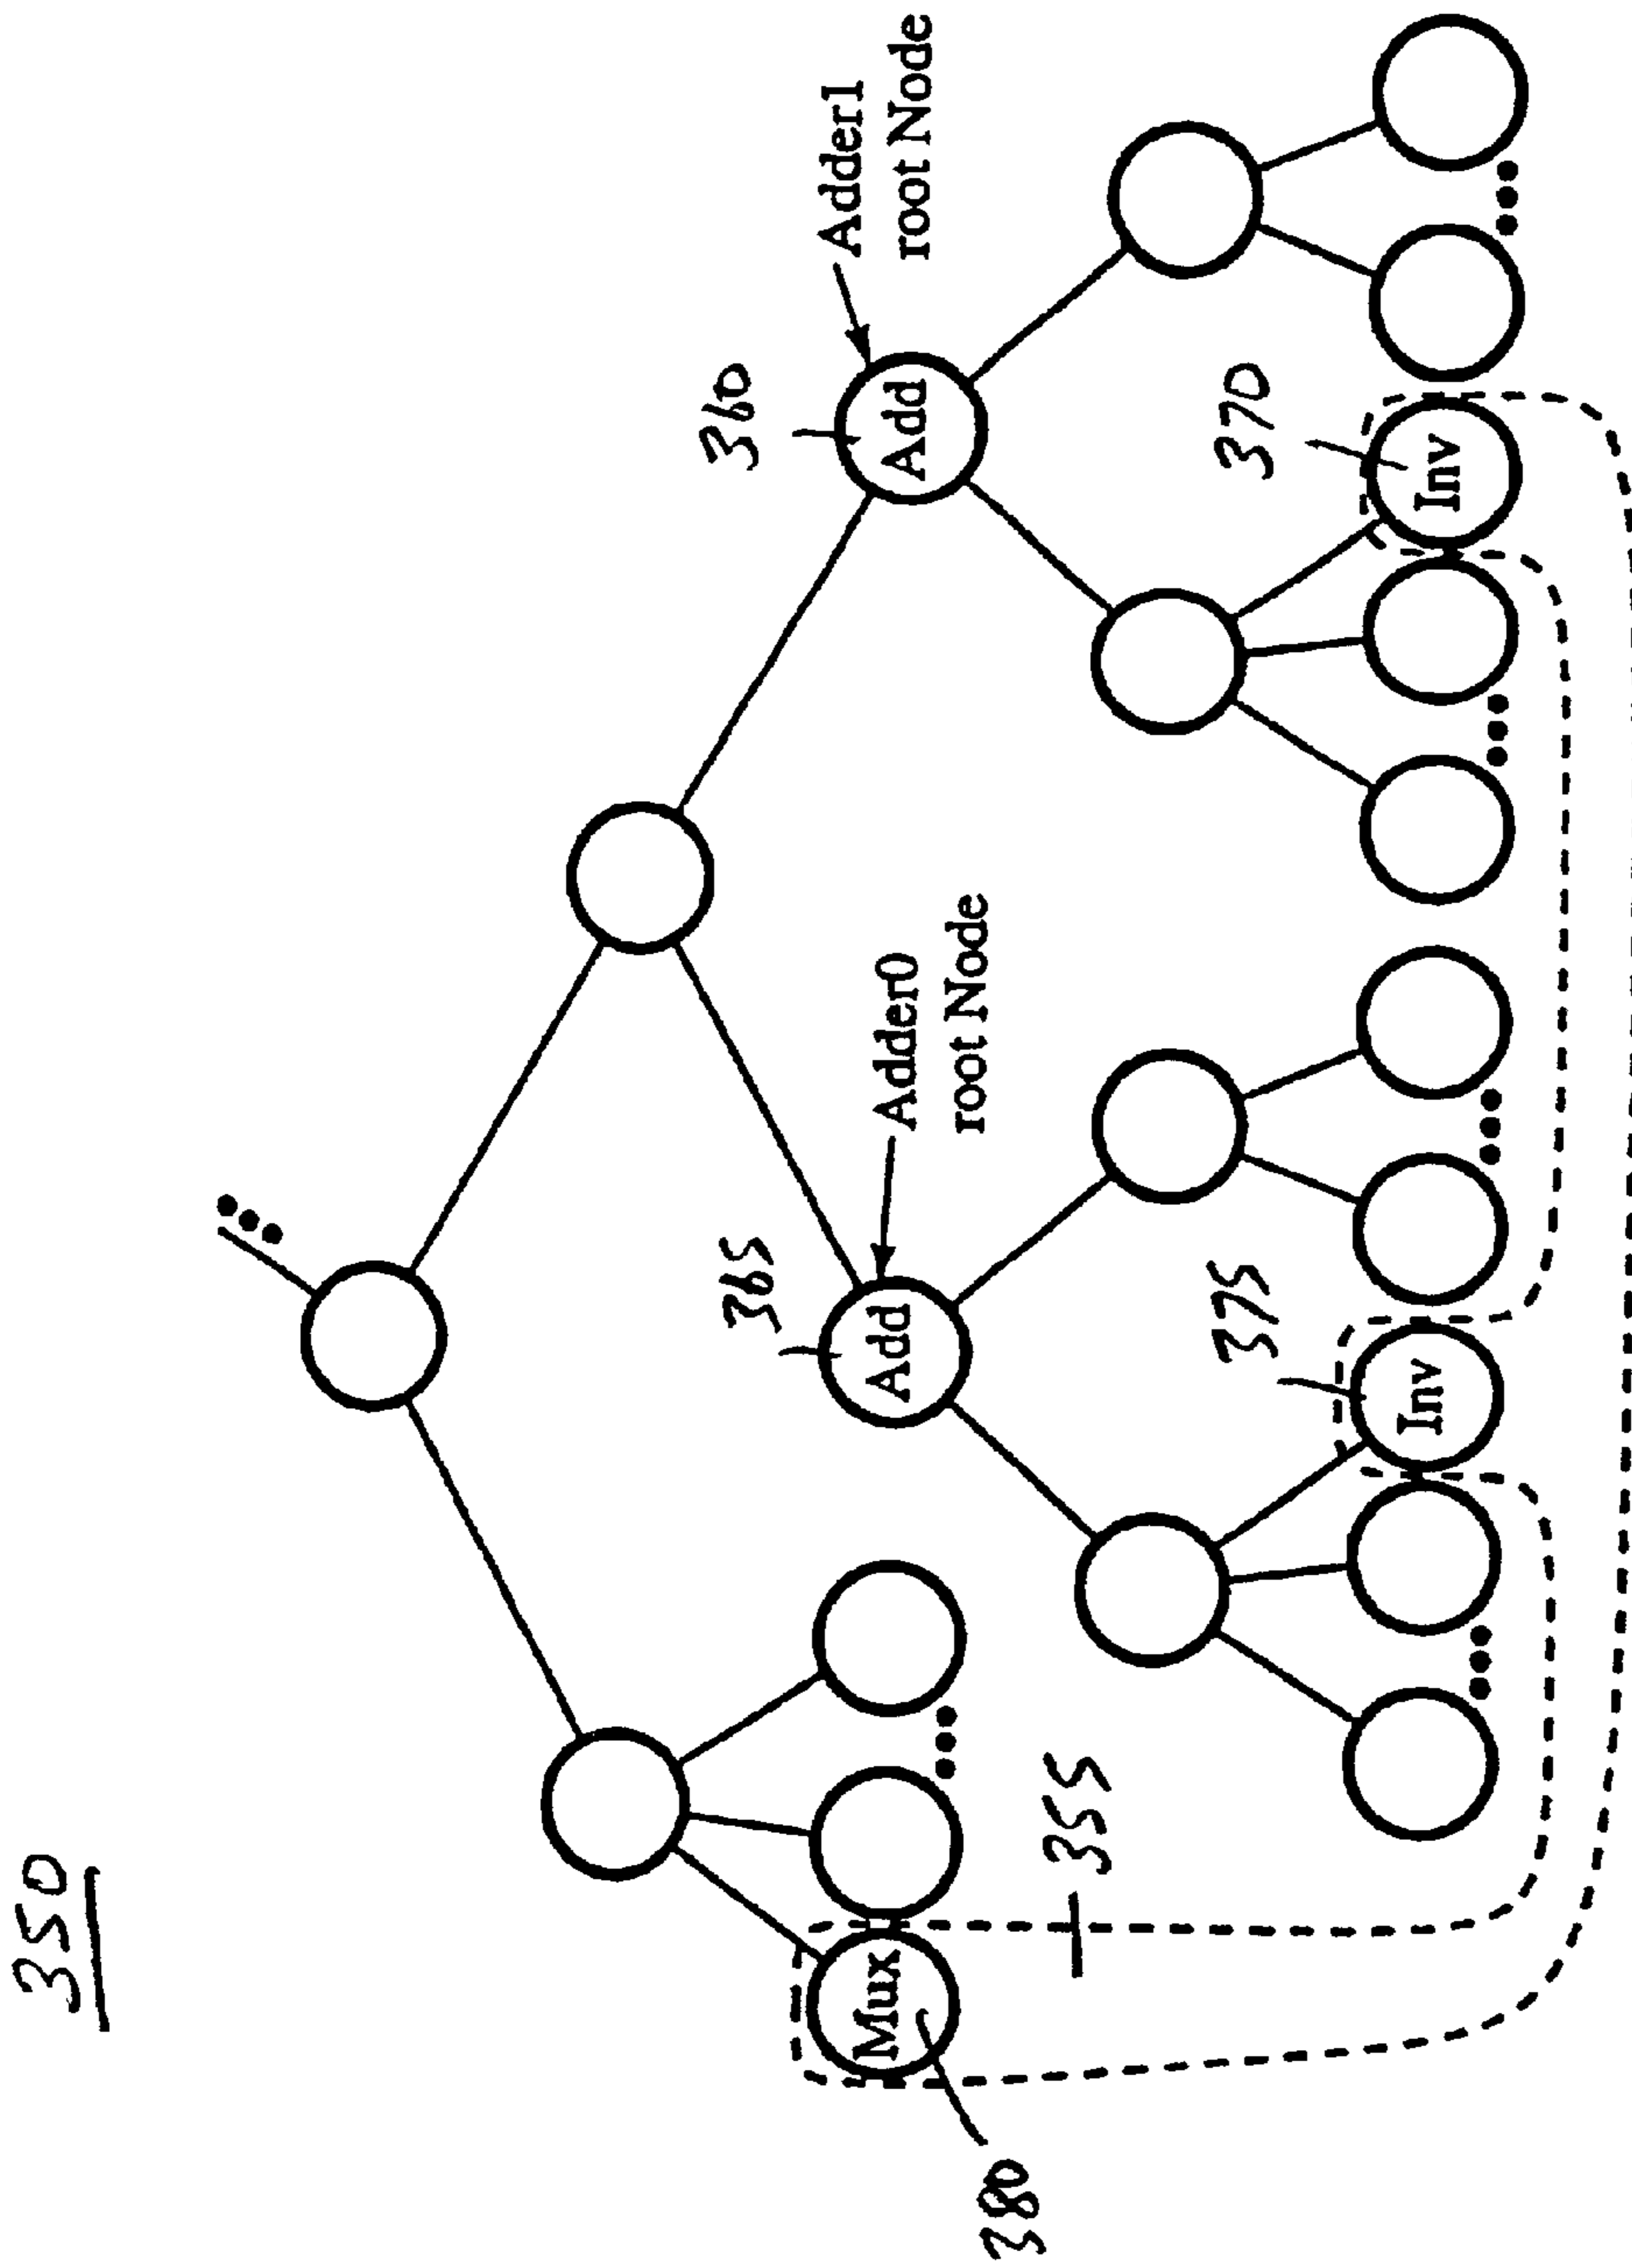 350
Adder1
root Node
360
Add
370
Inv
Adder0
root Node
365
Add
375
Inv
Mux
355
380